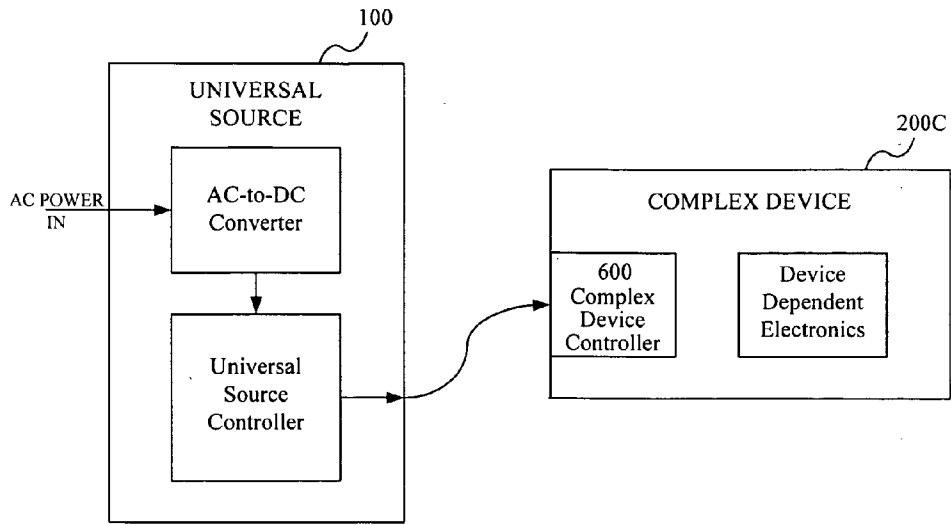 100
UNIVERSAL
SOURCE
AC-to-DC
Converter
AC POWER
IN
Universal
Source
Controller
200C
COMPLEX DEVICE
600
Complex
Device
Controller
Device
Dependent
Electronics